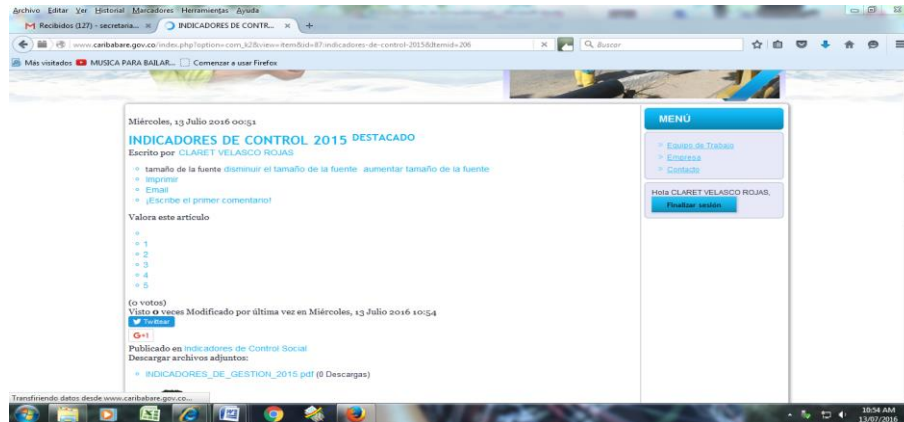 Archivo Editar Ver Historial Marcadores Herramientas Ayuda
Recibidos (127) - secretaria...
INDICADORES DE CONTR...
www.caribabare.gov.co/index.php?option=com_k2&view=item&id=87:indicadores-de-control-2015&Itemid=206
Buscar
Más visitados
MUSICA PARA BAILAR...
Comenzar a usar Firefox
Miércoles, 13 Julio 2016 00:51
INDICADORES DE CONTROL 2015 DESTACADO
Escrito por CLARET VELASCO ROJAS
tamaño de la fuente disminuir el tamaño de la fuente aumentar tamaño de la fuente
Imprimir
Email
¡Escribe el primer comentario!
Valora este artículo
1
2
3
4
5
(0 votos)
Visto 0 veces Modificado por última vez en Miércoles, 13 Julio 2016 10:54
Twittear
G+1
Publicado en Indicadores de Control Social
Descargar archivos adjuntos:
INDICADORES_DE_GESTION_2015.pdf (0 Descargas)
MENÚ
Equipo de Trabajo
Empresa
Contacto
Hola CLARET VELASCO ROJAS,
Finalizar sesión
Transfiriendo datos desde www.caribabare.gov.co...
10:54 AM
13/07/2016